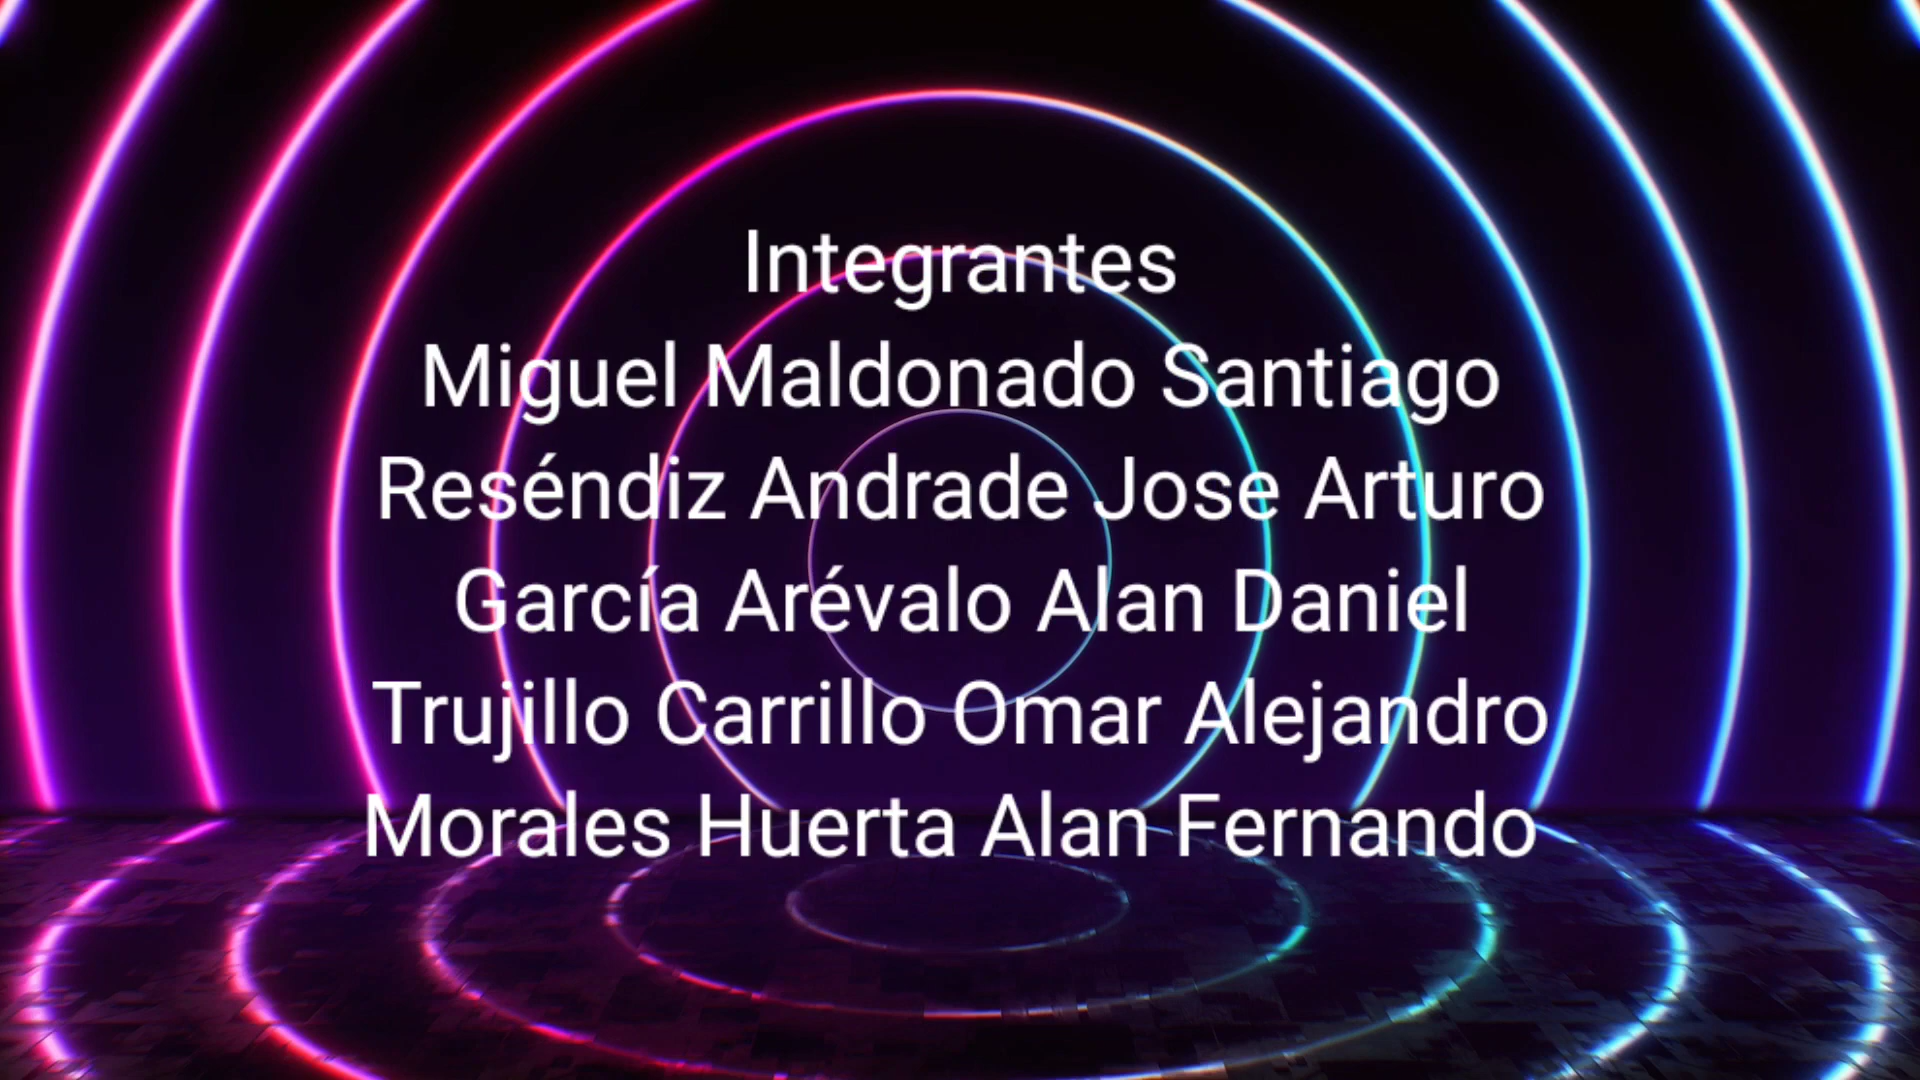 Integrantes
Miguel Maldonado Santiago
Reséndiz Andrade Jose Arturo
García Arévalo Alan Daniel
Trujillo Carrillo Omar Alejandro
Morales Huerta Alan Fernando